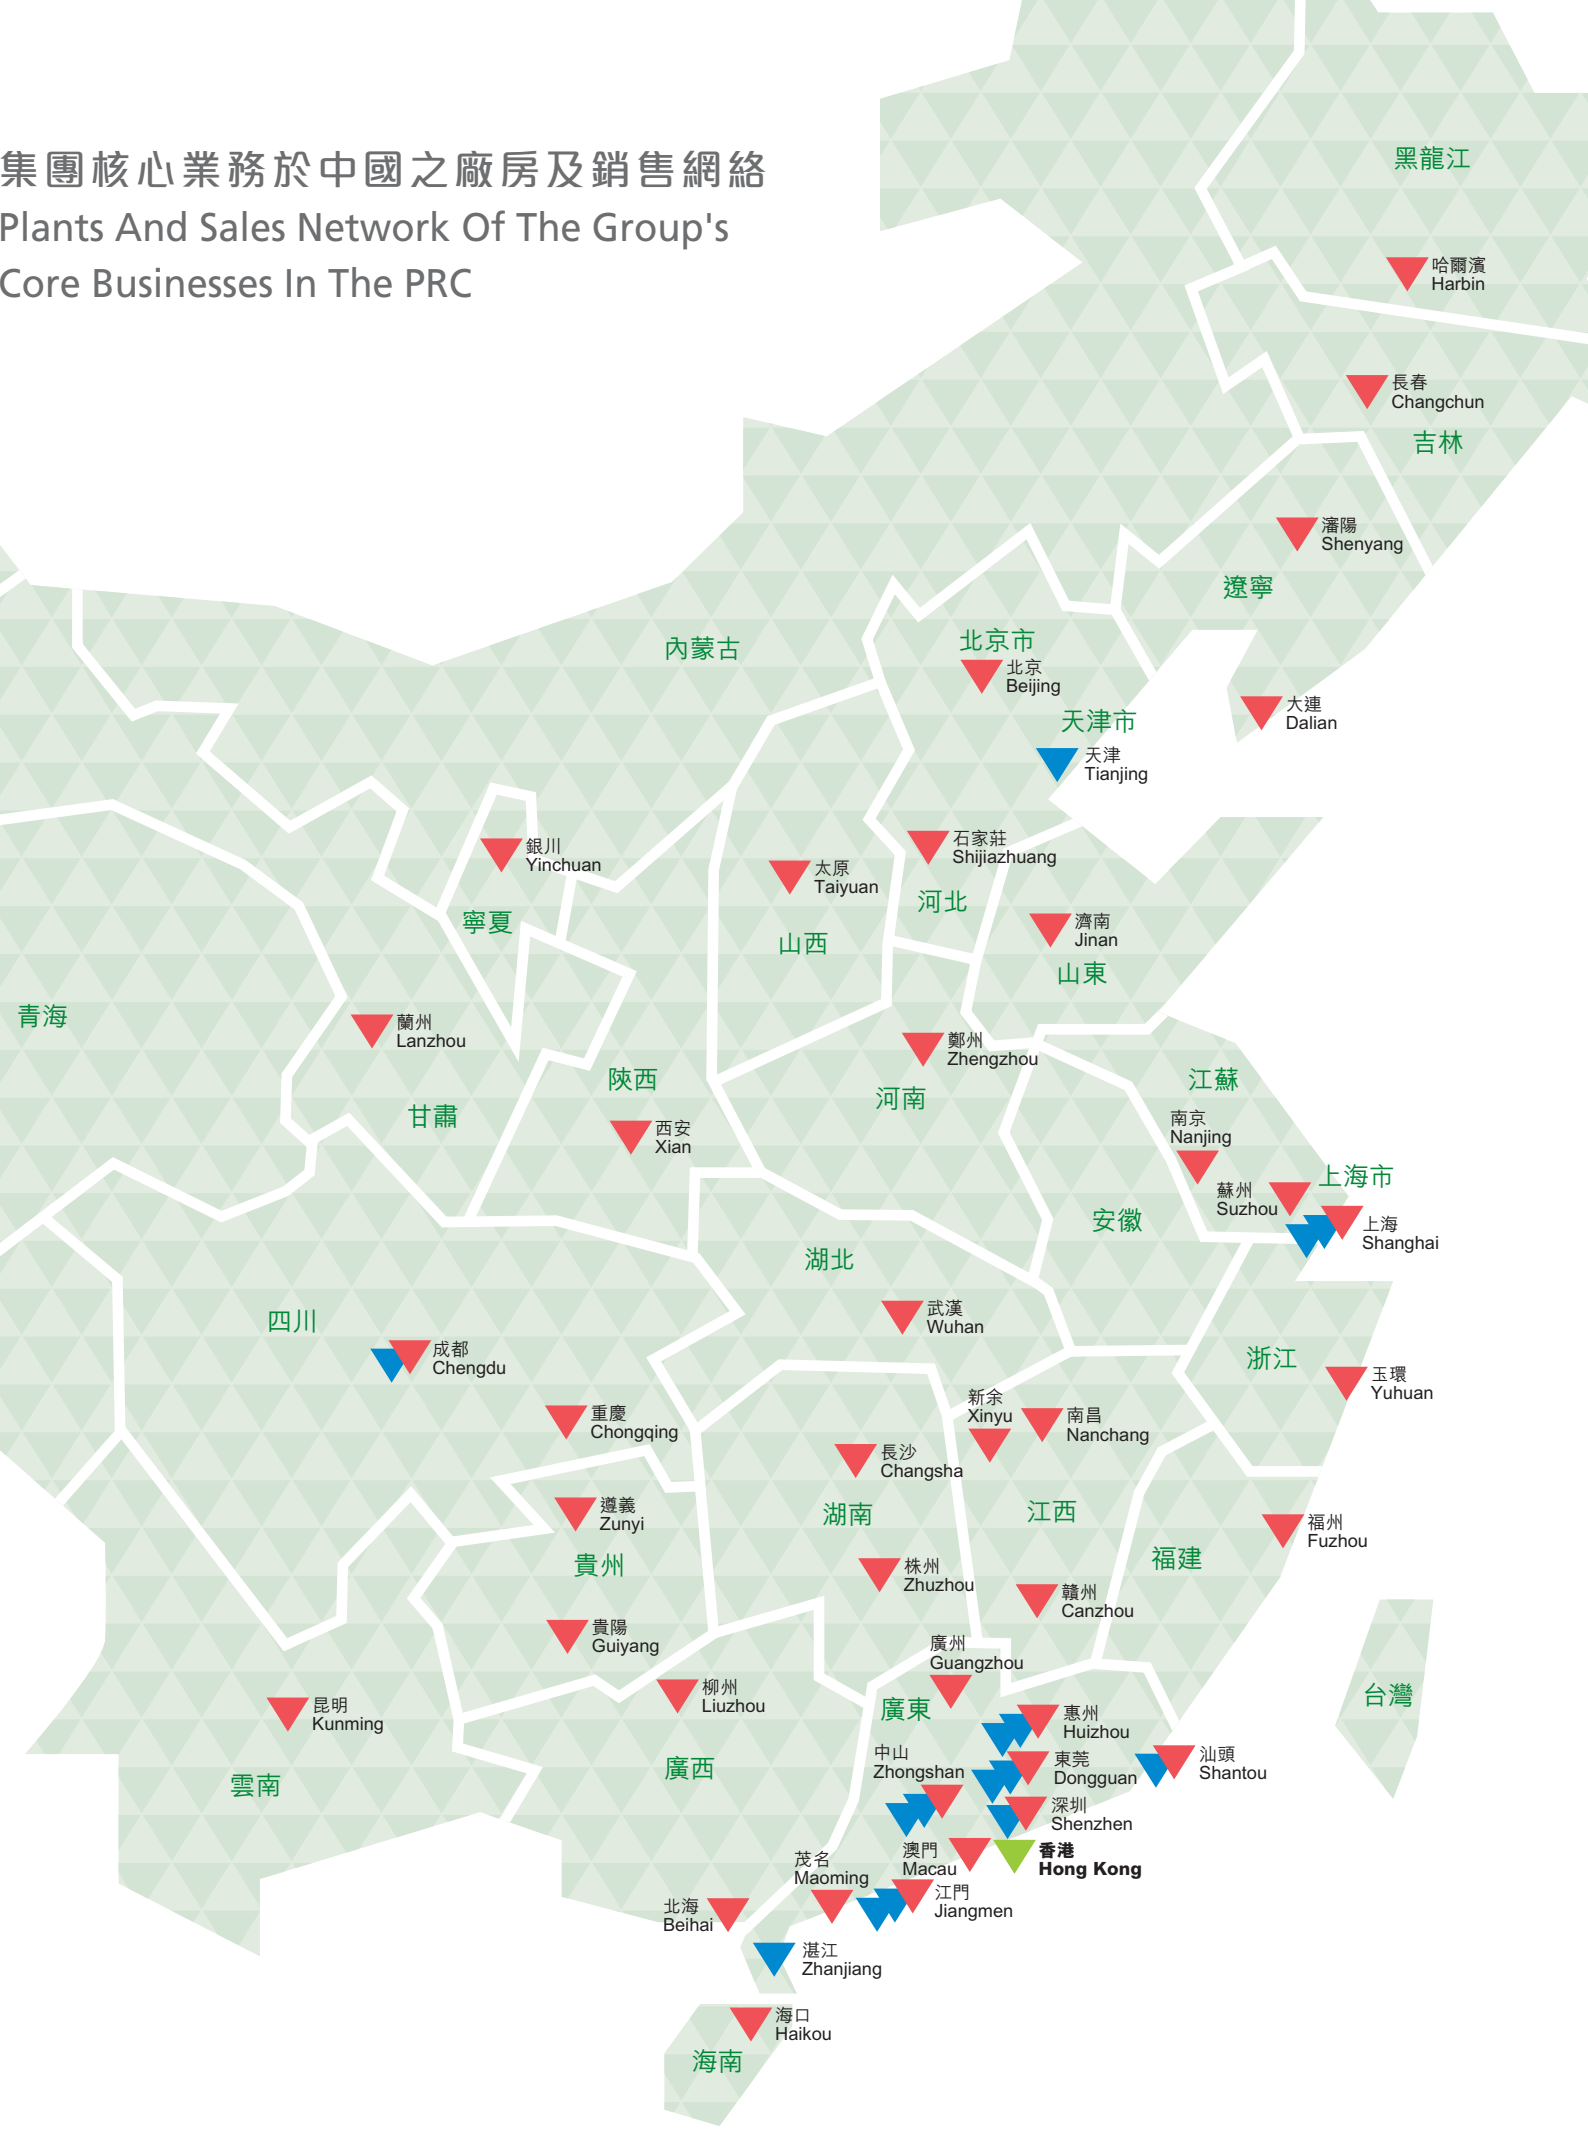 集團核心業務於中國之廠房及銷售網絡
Plants And Sales Network Of The Group's
Core Businesses In The PRC
黑龍江
哈爾濱
Harbin
長春
Changchun
吉林
瀋陽
Shenyang
遼寧
內蒙古
北京市
北京
Beijing
大連
Dalian
天津市
天津
Tianjing
石家莊
Shijiazhuang
銀川
Yinchuan
太原
Taiyuan
河北
寧夏
濟南
Jinan
山西
山東
青海
蘭州
Lanzhou
鄭州
Zhengzhou
陝西
江蘇
河南
甘肅
南京
Nanjing
西安
Xian
上海市
蘇州
Suzhou
安徽
上海
Shanghai
湖北
武漢
Wuhan
四川
成都
Chengdu
浙江
玉環
Yuhuan
新余
Xinyu
重慶
Chongqing
南昌
Nanchang
長沙
Changsha
遵義
Zunyi
湖南
江西
福州
Fuzhou
貴州
福建
株州
Zhuzhou
贛州
Canzhou
貴陽
Guiyang
廣州
Guangzhou
柳州
Liuzhou
台灣
昆明
Kunming
廣東
惠州
Huizhou
中山
Zhongshan
東莞
Dongguan
汕頭
Shantou
廣西
雲南
深圳
Shenzhen
澳門
Macau
香港
Hong Kong
茂名
Maoming
江門
Jiangmen
北海
Beihai
湛江
Zhanjiang
海口
Haikou
海南